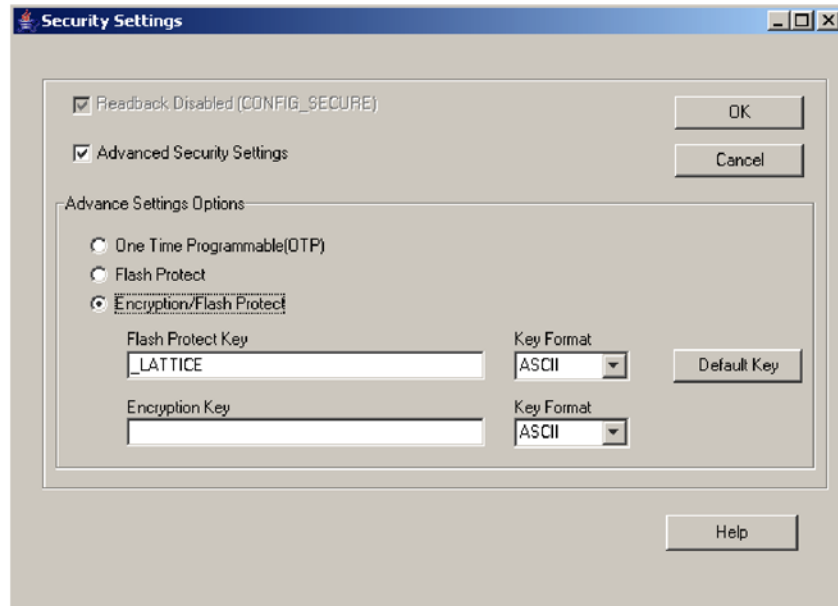 Security Settings
Readback Disabled (CONFIG_SECURE)
OK
Advanced Security Settings
Cancel
Advance Settings Options
One Time Programmable(OTP)
Flash Protect
Encryption/Flash Protect
Flash Protect Key
Key Format
_LATTICE
ASCII
Default Key
Encryption Key
Key Format
ASCII
Help